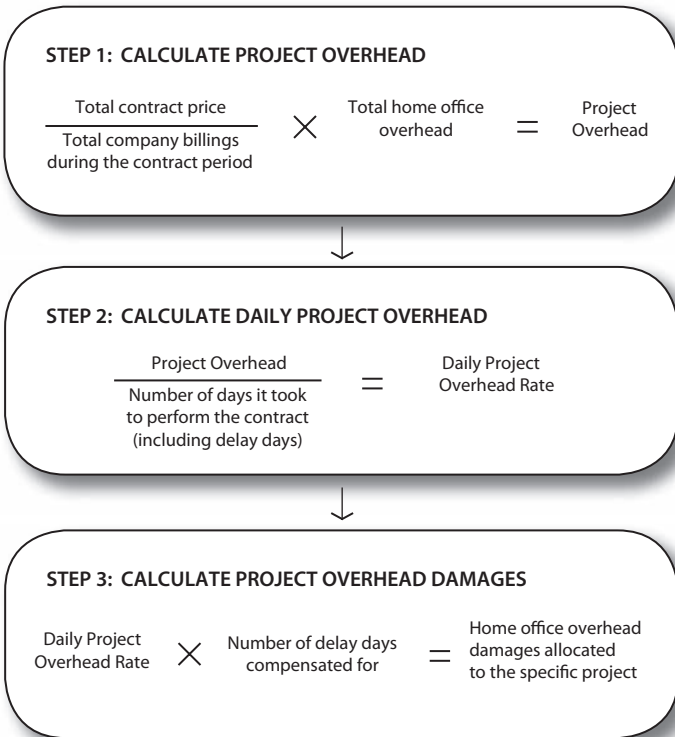 STEP 1: CALCULATE PROJECT OVERHEAD
Total contract price
Total company billings
during the contract period
×
Total home office
overhead
=
Project
Overhead
STEP 2: CALCULATE DAILY PROJECT OVERHEAD
Project Overhead
Number of days it took
to perform the contract
(including delay days)
=
Daily Project
Overhead Rate
STEP 3: CALCULATE PROJECT OVERHEAD DAMAGES
Daily Project
Overhead Rate
×
Number of delay days
compensated for
=
Home office overhead
damages allocated
to the specific project